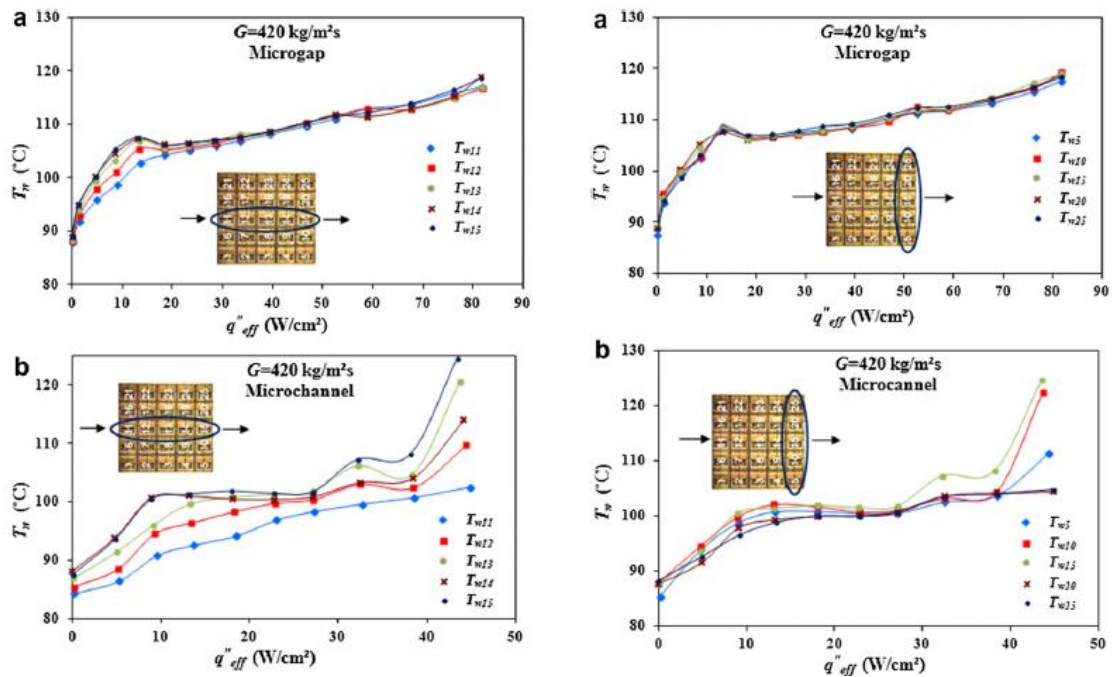 a
G=420 kg/m²s
Microgap
130
120
110
100
90
80
T_w (°C)
T_w11
T_w12
T_w13
T_w14
T_w15
0 10 20 30 40 50 60 70 80 90
q"_eff (W/cm²)
a
G=420 kg/m²s
Microgap
130
120
110
100
90
80
T_w (°C)
T_w5
T_w10
T_w15
T_w20
T_w25
0 10 20 30 40 50 60 70 80 90
q"_eff (W/cm²)
b
G=420 kg/m²s
Microchannel
120
110
100
90
80
T_w (°C)
T_w11
T_w12
T_w13
T_w14
T_w15
0 10 20 30 40 50
q"_eff (W/cm²)
b
G=420 kg/m²s
Microcannel
130
120
110
100
90
80
T_w (°C)
T_w5
T_w10
T_w15
T_w20
T_w25
0 10 20 30 40 50
q"_eff (W/cm²)